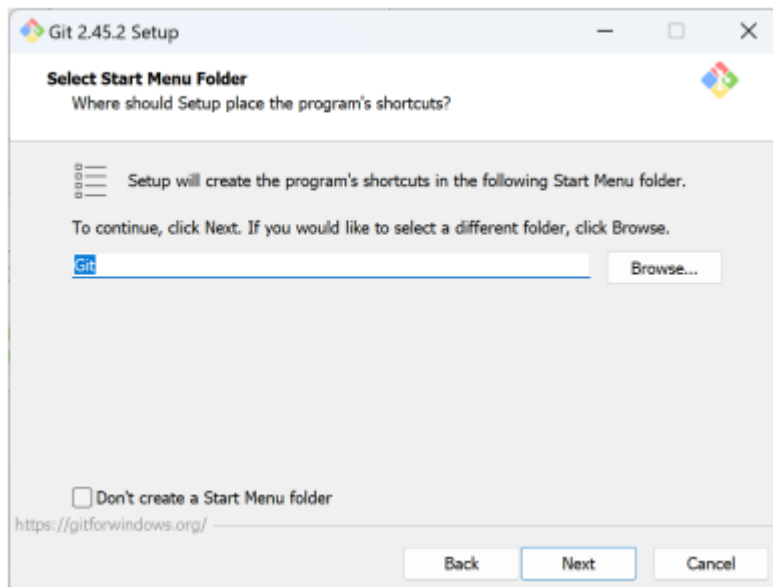 Git 2.45.2 Setup
Select Start Menu Folder
Where should Setup place the program's shortcuts?
Setup will create the program's shortcuts in the following Start Menu folder.
To continue, click Next. If you would like to select a different folder, click Browse.
Git
Browse...
Don't create a Start Menu folder
https://gitforwindows.org/
Back Next Cancel